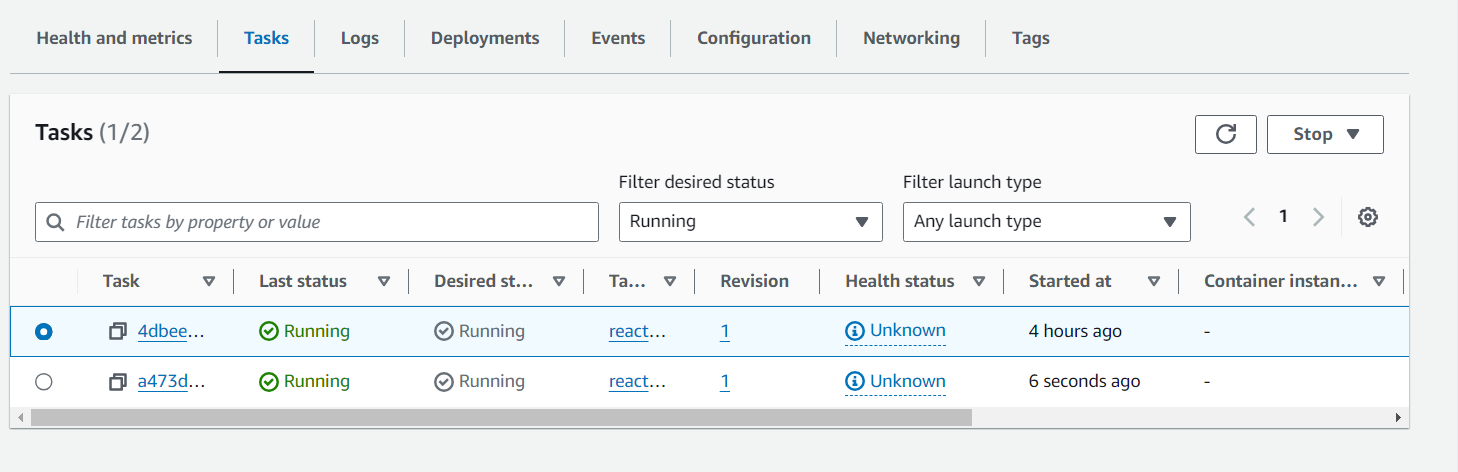 Health and metrics Tasks Logs Deployments Events Configuration Networking Tags
Tasks (1/2)
Stop
Filter desired status Filter launch type
Filter tasks by property or value Running Any launch type 1
Task Last status Desired st... Ta... Revision Health status Started at Container instan...
4dbee... Running Running react... 1 Unknown 4 hours ago -
a473d... Running Running react... 1 Unknown 6 seconds ago -